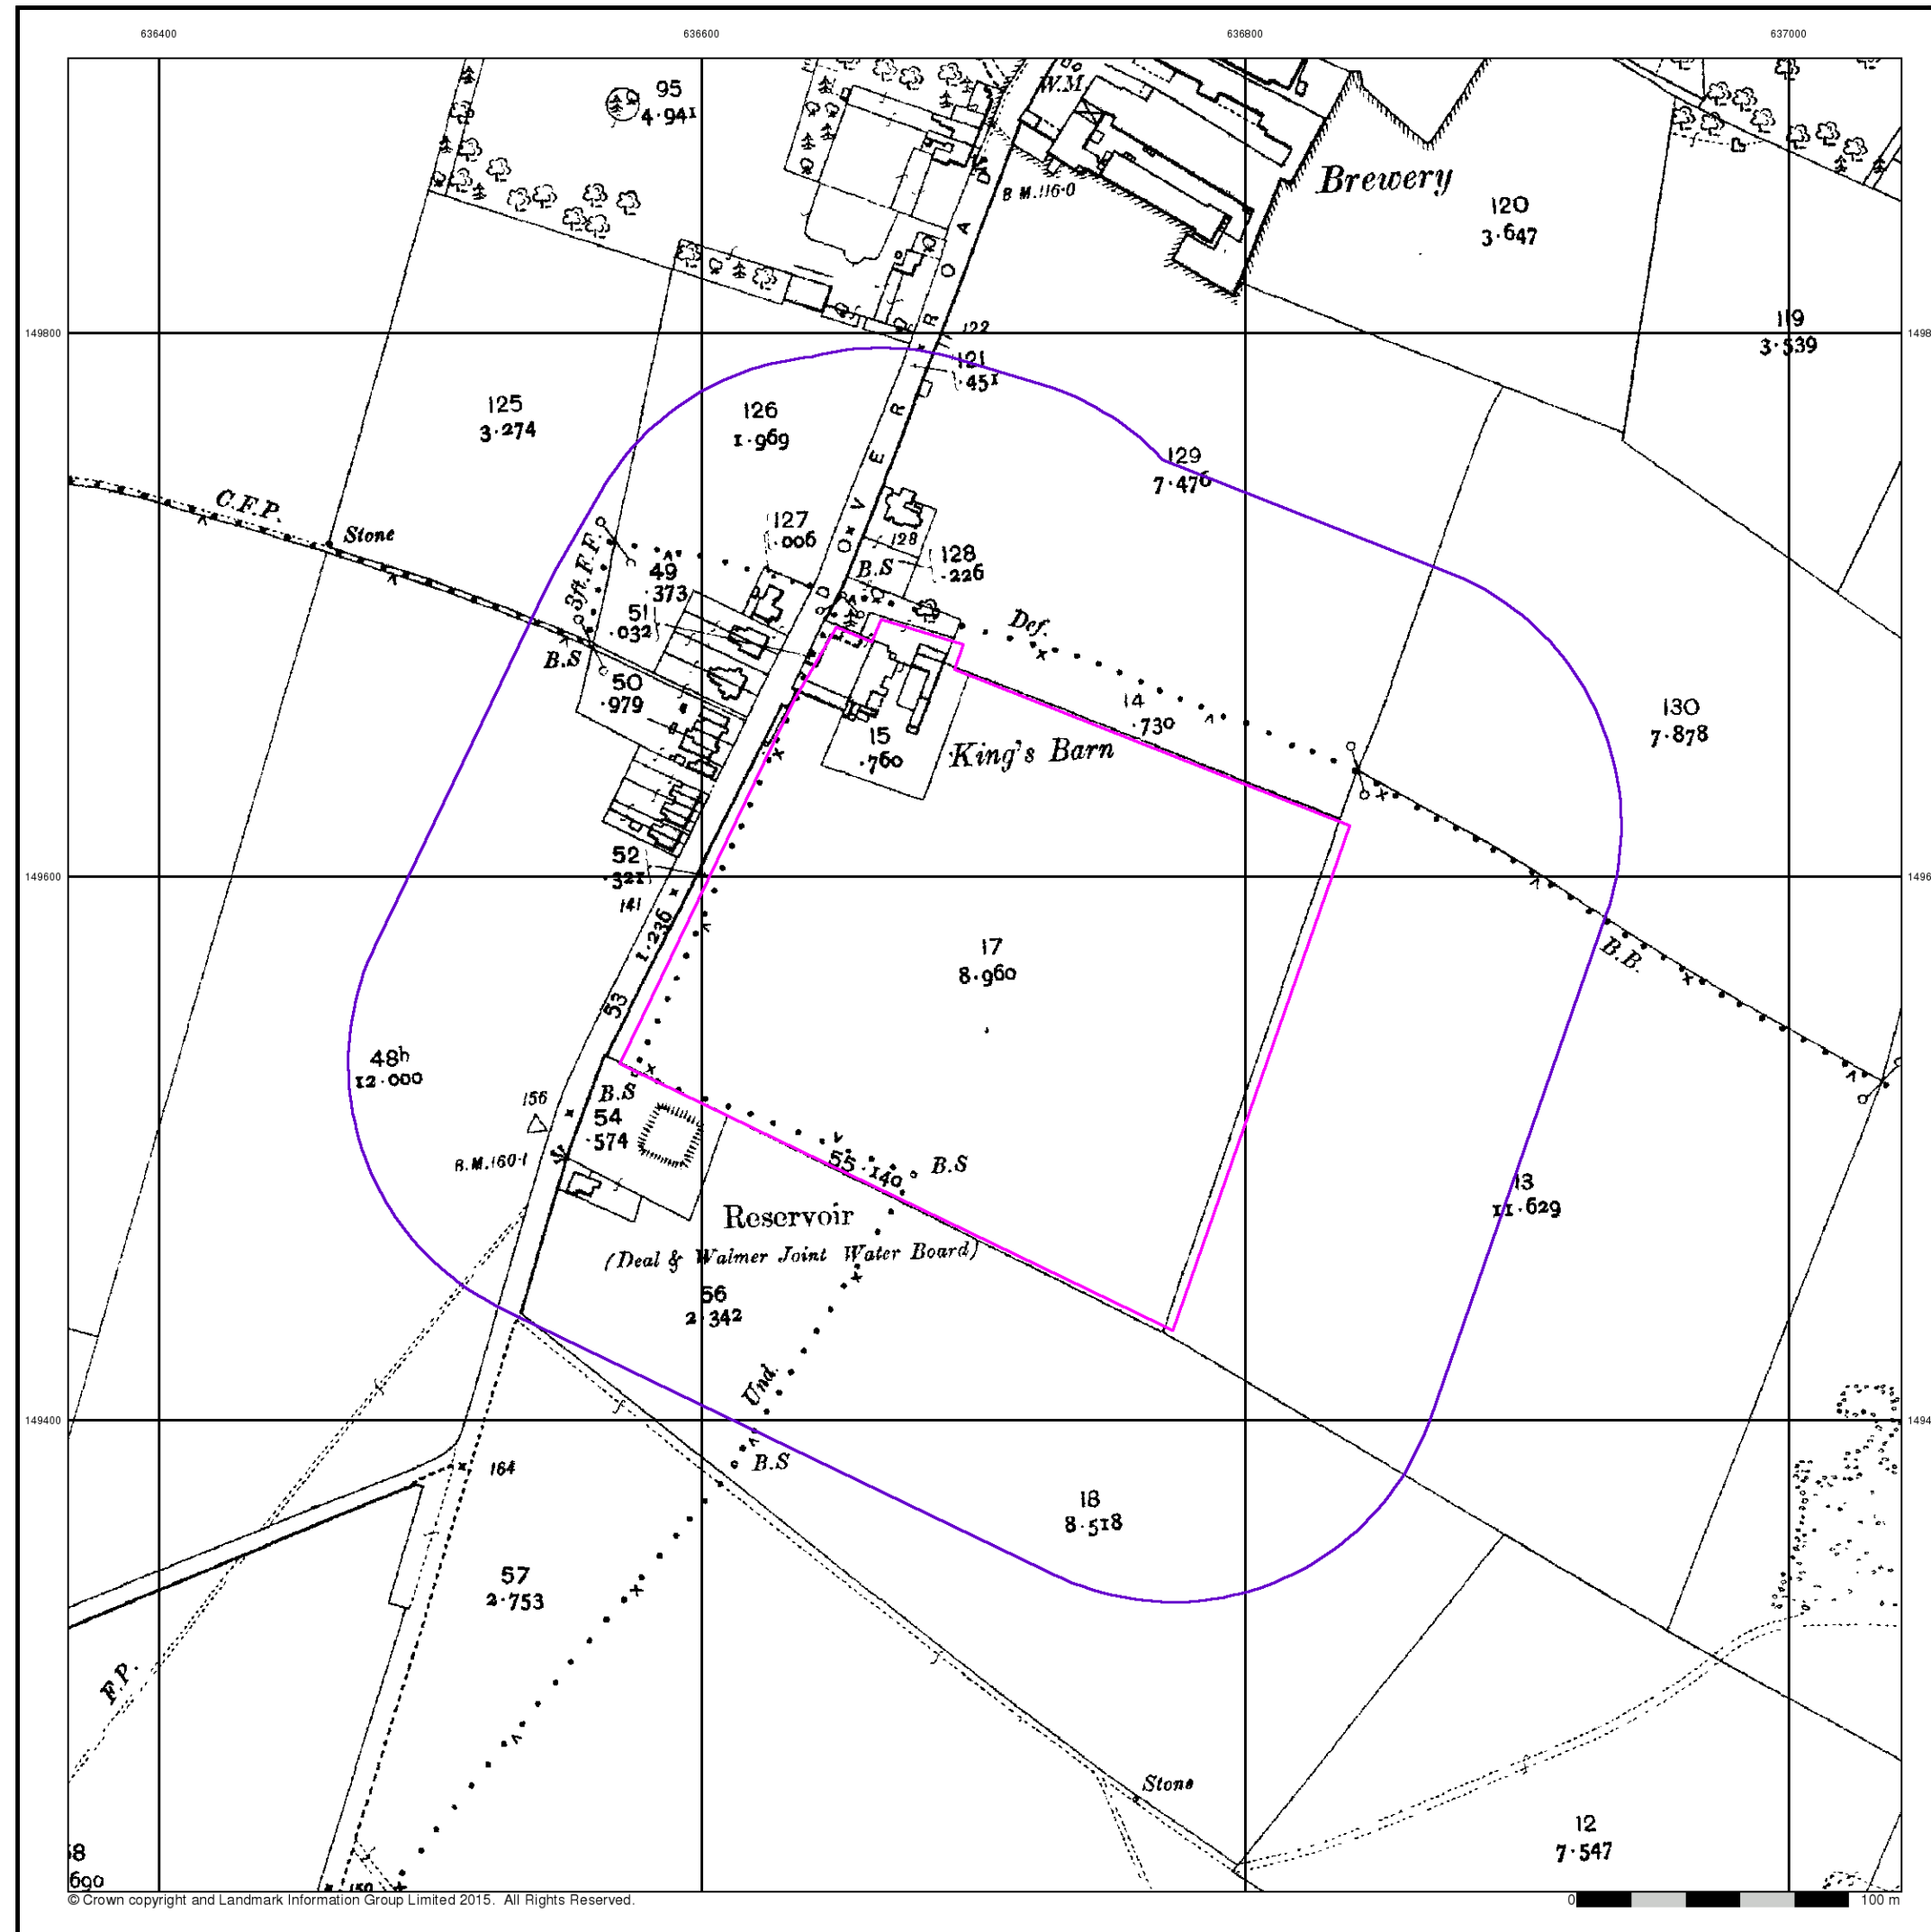 636400 636600 636800 637000
95
4·941
W.M
B.M.116·0
Brewery
120
3·647
149800
122
119
3·539
121
·451
125
3·274
126
1·969
129
7·476
DOVER ROAD
C.F.P.
Stone
3ft.F.F.
127
·006
128
B.S
128
·226
49
·373
51
·032
Def.
B.S
50
·979
14
·730
130
7·878
15
·760
King's Barn
52
·321
141
53 1·236
17
8·960
B.B.
48h
12·000
156
B.S
54
·574
B.M.160·1
55 ·140
B.S
13
11·629
Reservoir
(Deal & Walmer Joint Water Board)
56
2·342
Und.
149400
B.S
164
18
8·518
57
2·753
F.P.
Stone
12
7·547
690
© Crown copyright and Landmark Information Group Limited 2015. All Rights Reserved.
0 100 m